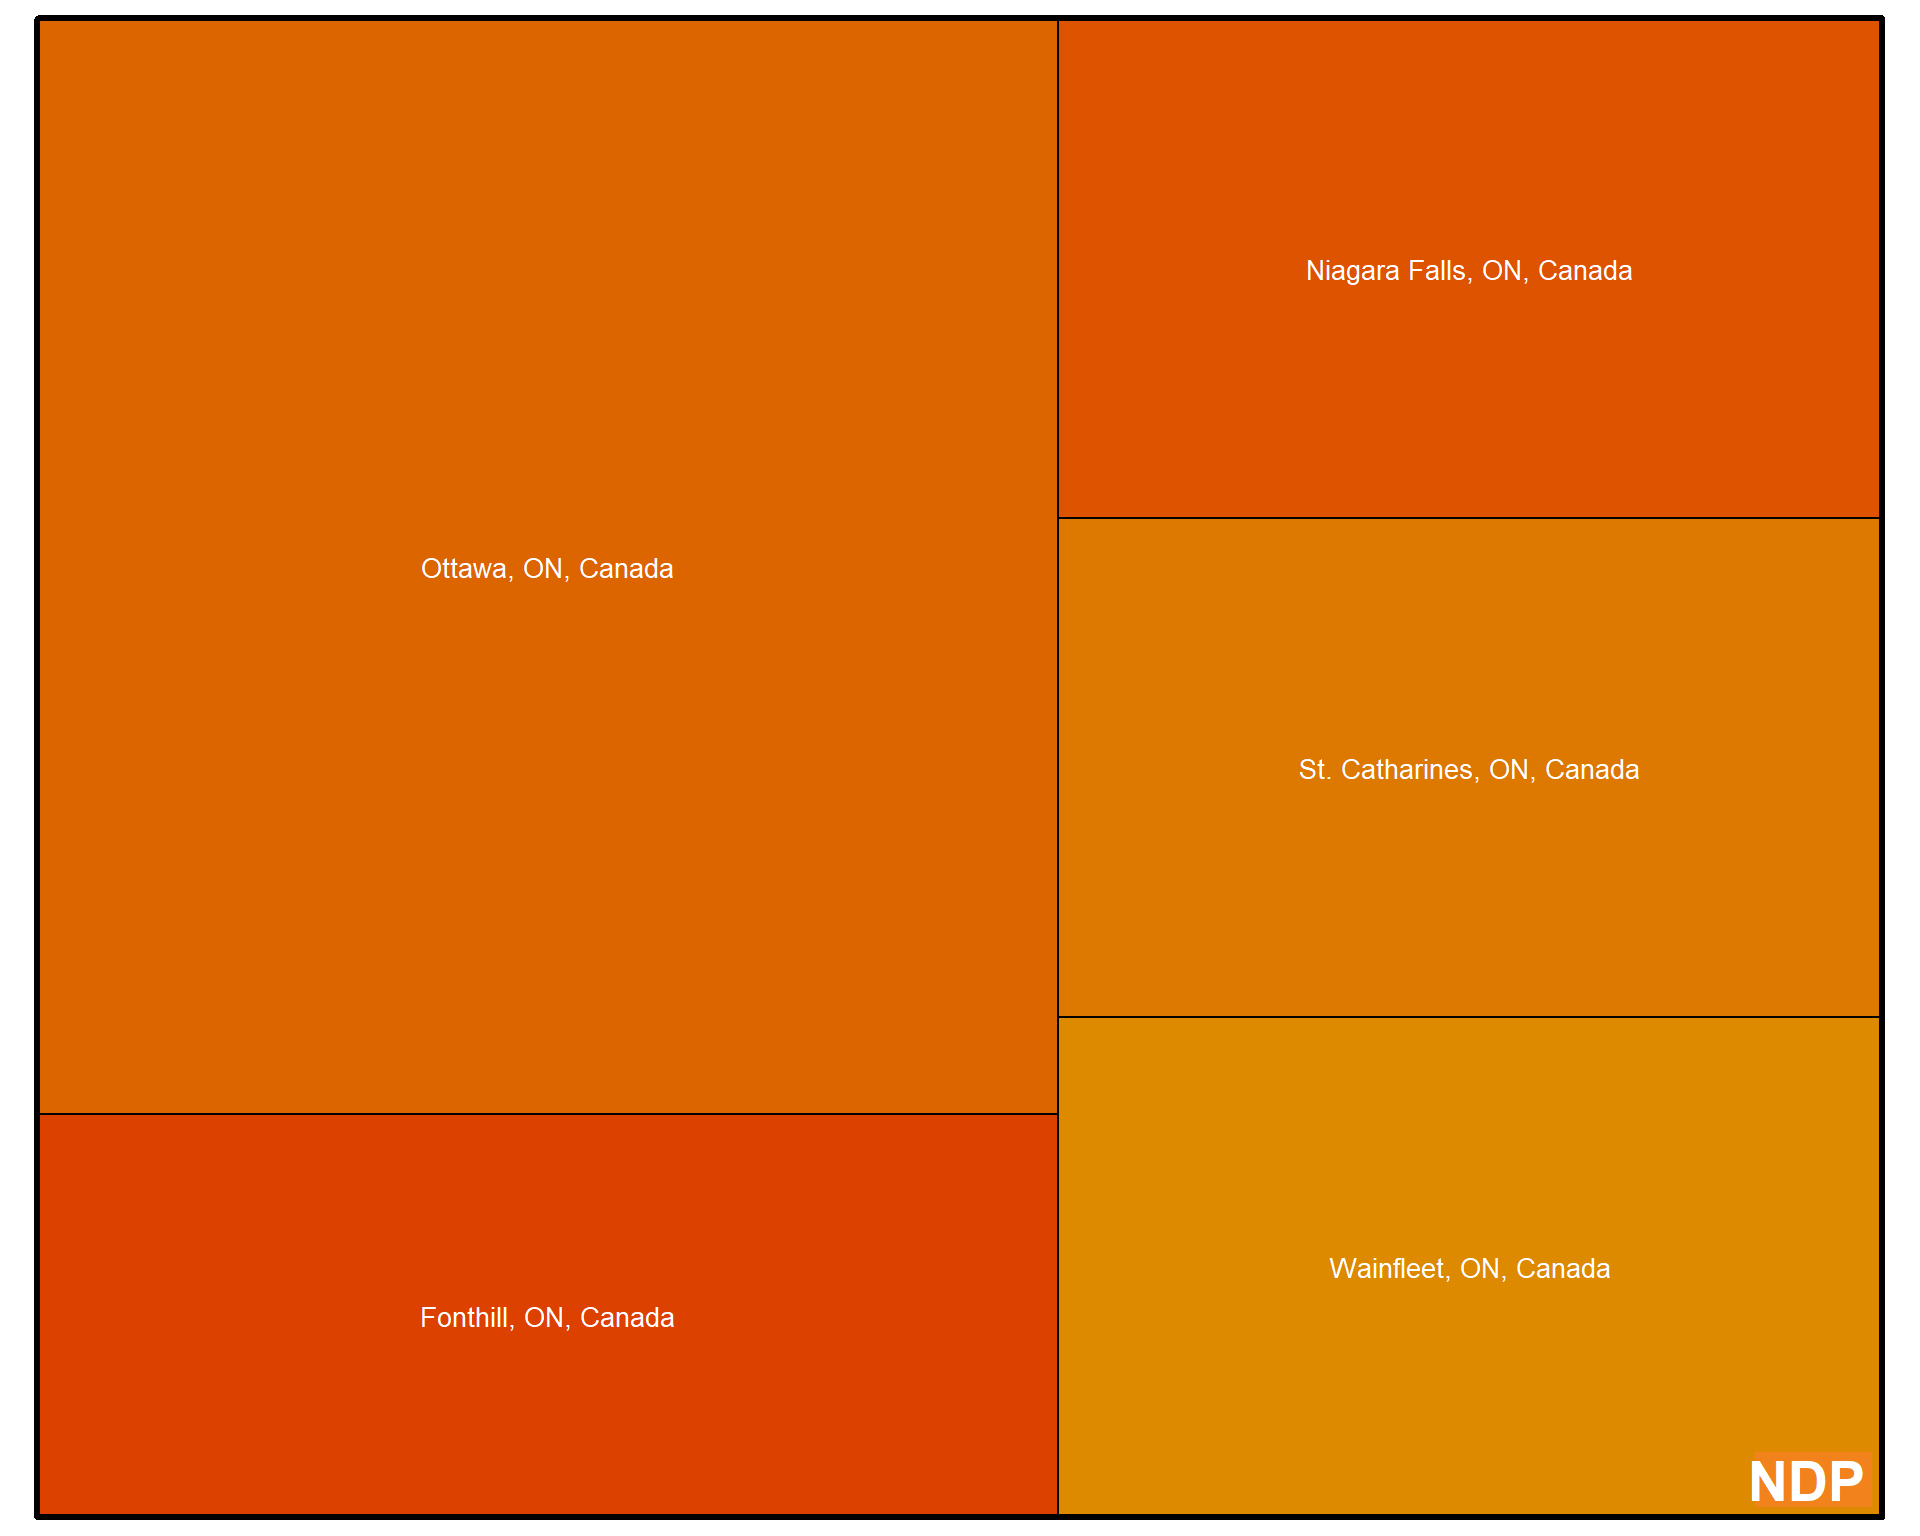 Ottawa, ON, Canada
Fonthill, ON, Canada
Niagara Falls, ON, Canada
St. Catharines, ON, Canada
Wainfleet, ON, Canada
NDP